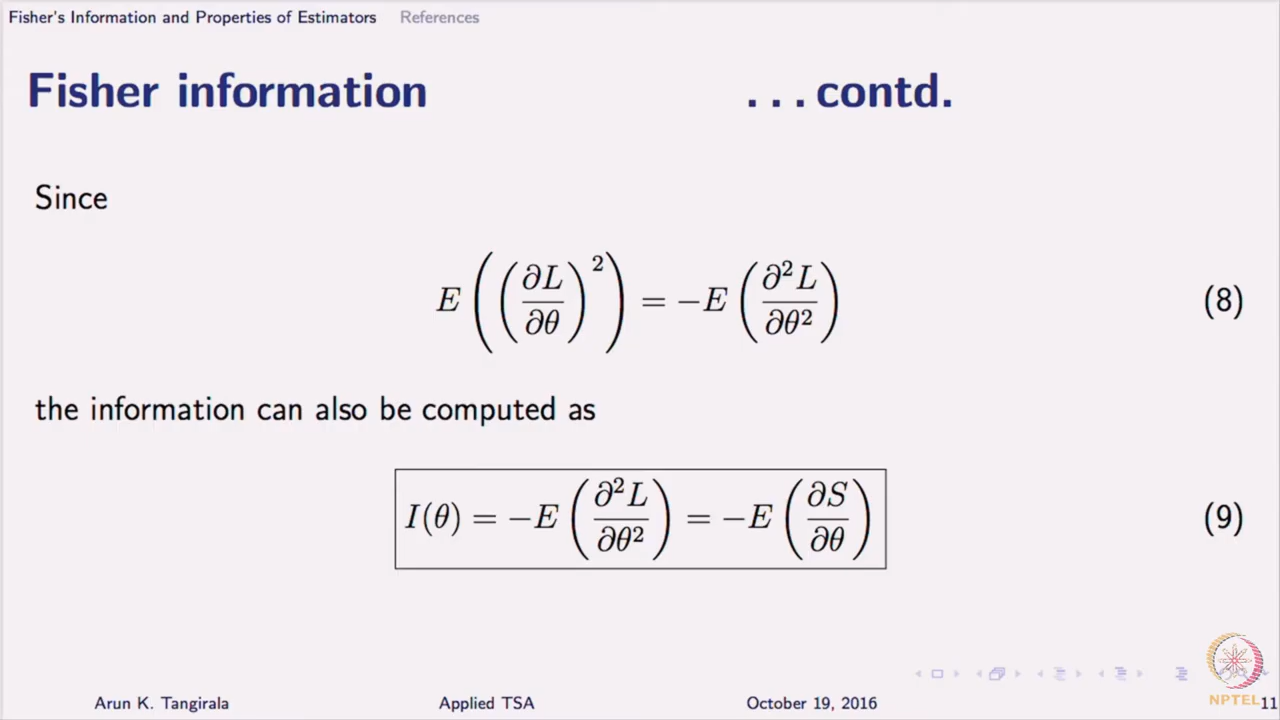 Fisher's Information and Properties of Estimators References
Fisher information ...contd.
Since
E((∂L/∂θ)²) = −E(∂²L/∂θ²) (8)
the information can also be computed as
I(θ) = −E(∂²L/∂θ²) = −E(∂S/∂θ) (9)
NPTEL
Arun K. Tangirala Applied TSA October 19, 2016 11